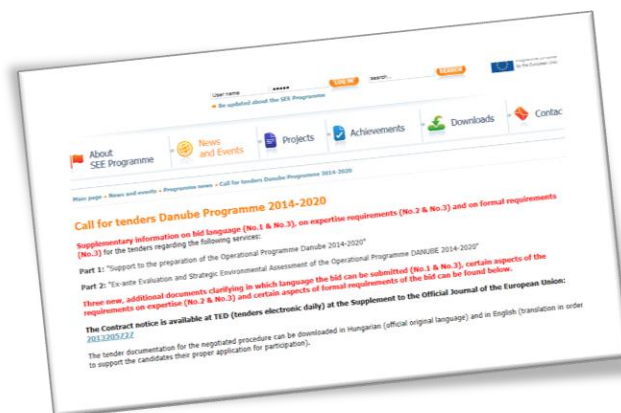 User name ***** LOG IN search... SEARCH
Be updated about the SEE Programme
by the European Union
About
SEE Programme
News
and Events
Projects
Achievements
Downloads
Contac
Main page • News and events • Programme news • Call for tenders Danube Programme 2014-2020
Call for tenders Danube Programme 2014-2020
Supplementary information on bid language (No.1 & No.3), on expertise requirements (No.2 & No.3) and on formal requirements
(No.3) for the tenders regarding the following services:
Part 1: "Support to the preparation of the Operational Programme Danube 2014-2020"
Part 2: "Ex-ante Evaluation and Strategic Environmental Assessment of the Operational Programme DANUBE 2014-2020"
Three new, additional documents clarifying in which language the bid can be submitted (No.1 & No.3), certain aspects of the
requirements on expertise (No.2 & No.3) and certain aspects of formal requirements of the bid can be found below.
The Contract notice is available at TED (tenders electronic daily) at the Supplement to the Official Journal of the European Union:
The tender documentation for the negotiated procedure can be downloaded in Hungarian (official original language) and in English (translation in order
to support the candidates their proper application for participation).